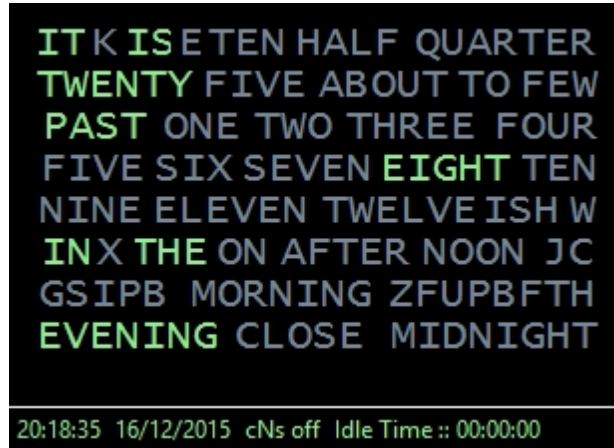 IT K IS E TEN HALF QUARTER
TWENTY FIVE ABOUT TO FEW
PAST ONE TWO THREE FOUR
FIVE SIX SEVEN EIGHT TEN
NINE ELEVEN TWELVE ISH W
IN X THE ON AFTER NOON JC
GSIPB MORNING ZFUPBFTH
EVENING CLOSE MIDNIGHT
20:18:35 16/12/2015 cNs off Idle Time :: 00:00:00